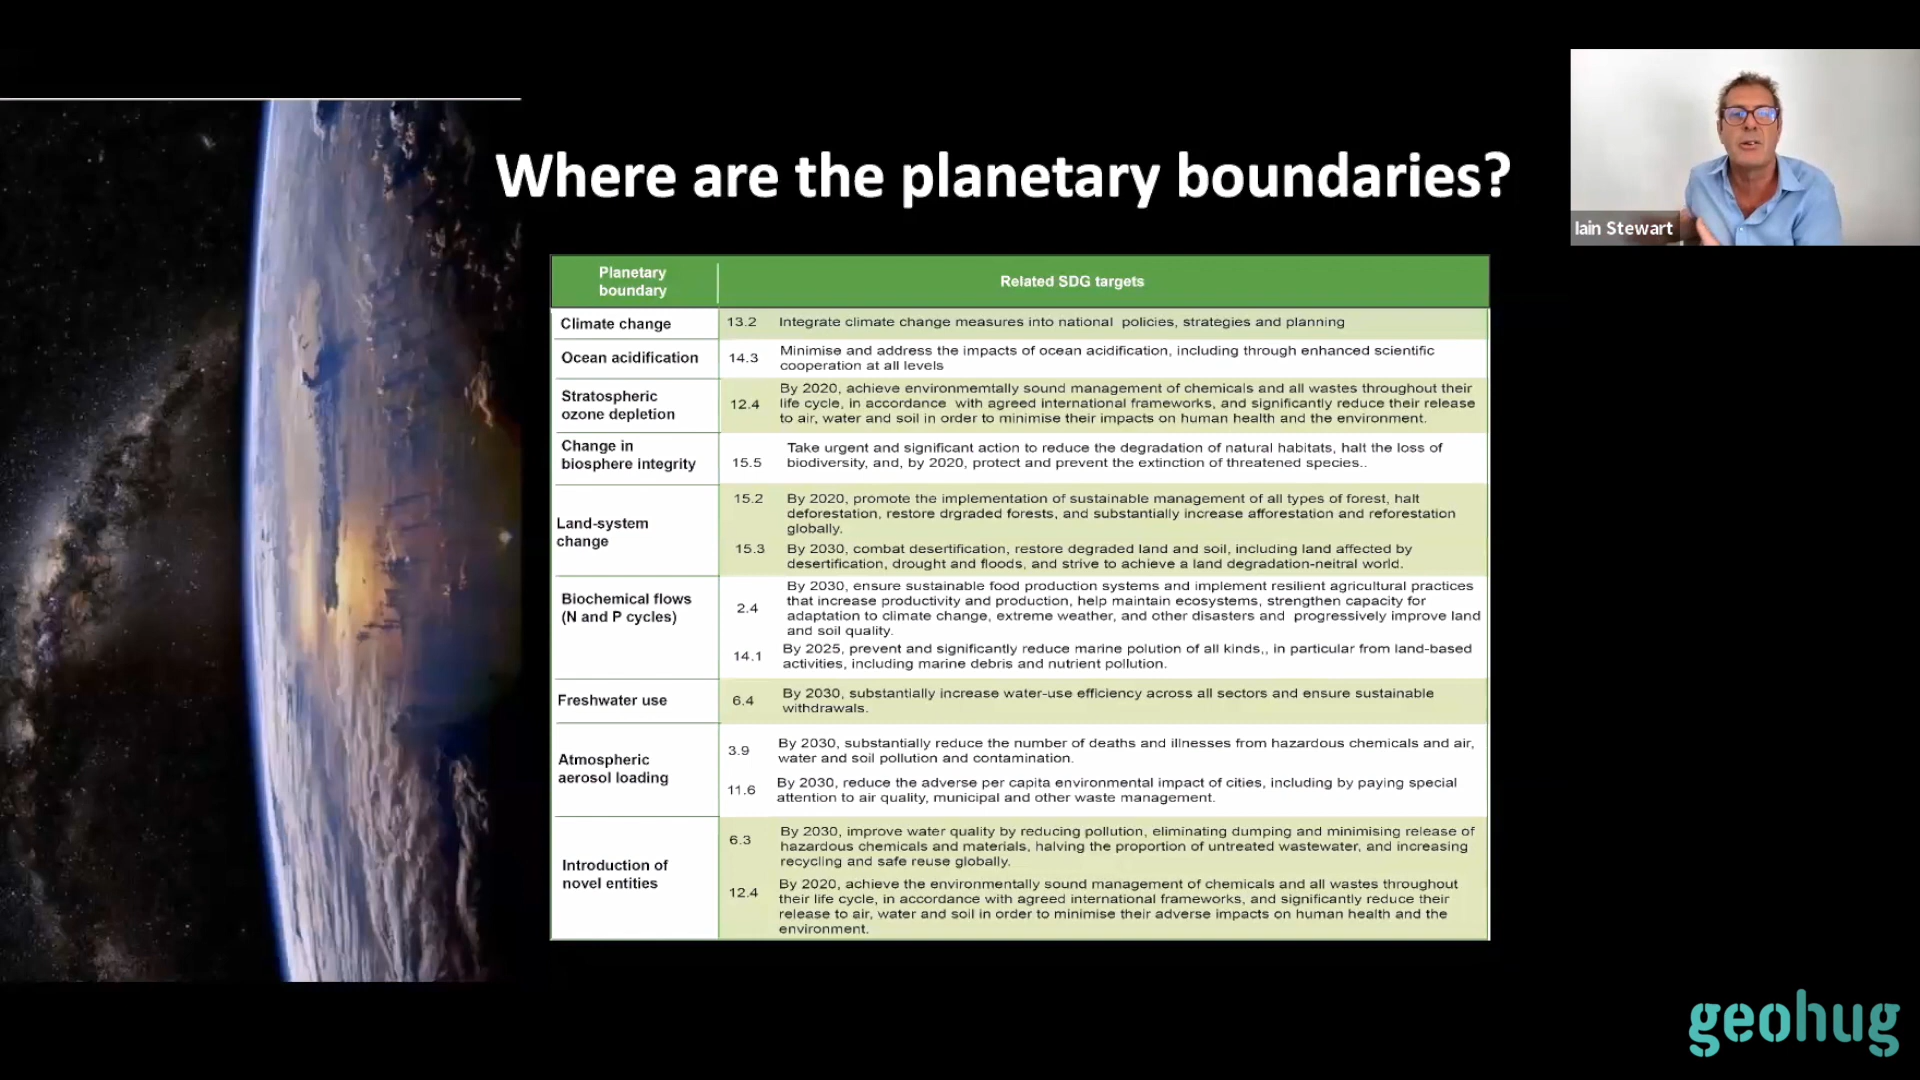 Where are the planetary boundaries?
Iain Stewart
Planetary
boundary
Related SDG targets
Climate change
13.2 Integrate climate change measures into national policies, strategies and planning
Ocean acidification
14.3 Minimise and address the impacts of ocean acidification, including through enhanced scientific
cooperation at all levels
Stratospheric
ozone depletion
12.4 By 2020, achieve environmemtally sound management of chemicals and all wastes throughout their
life cycle, in accordance with agreed international frameworks, and significantly reduce their release
to air, water and soil in order to minimise their impacts on human health and the environment.
Change in
biosphere integrity
15.5 Take urgent and significant action to reduce the degradation of natural habitats, halt the loss of
biodiversity, and, by 2020, protect and prevent the extinction of threatened species..
Land-system
change
15.2 By 2020, promote the implementation of sustainable management of all types of forest, halt
deforestation, restore drgraded forests, and substantially increase afforestation and reforestation
globally.
15.3 By 2030, combat desertification, restore degraded land and soil, including land affected by
desertification, drought and floods, and strive to achieve a land degradation-neitral world.
Biochemical flows
(N and P cycles)
2.4 By 2030, ensure sustainable food production systems and implement resilient agricultural practices
that increase productivity and production, help maintain ecosystems, strengthen capacity for
adaptation to climate change, extreme weather, and other disasters and progressively improve land
and soil quality.
14.1 By 2025, prevent and significantly reduce marine polution of all kinds,, in particular from land-based
activities, including marine debris and nutrient pollution.
Freshwater use
6.4 By 2030, substantially increase water-use efficiency across all sectors and ensure sustainable
withdrawals.
Atmospheric
aerosol loading
3.9 By 2030, substantially reduce the number of deaths and illnesses from hazardous chemicals and air,
water and soil pollution and contamination.
11.6 By 2030, reduce the adverse per capita environmental impact of cities, including by paying special
attention to air quality, municipal and other waste management.
Introduction of
novel entities
6.3 By 2030, improve water quality by reducing pollution, eliminating dumping and minimising release of
hazardous chemicals and materials, halving the proportion of untreated wastewater, and increasing
recycling and safe reuse globally.
12.4 By 2020, achieve the environmentally sound management of chemicals and all wastes throughout
their life cycle, in accordance with agreed international frameworks, and significantly reduce their
release to air, water and soil in order to minimise their adverse impacts on human health and the
environment.
geohug